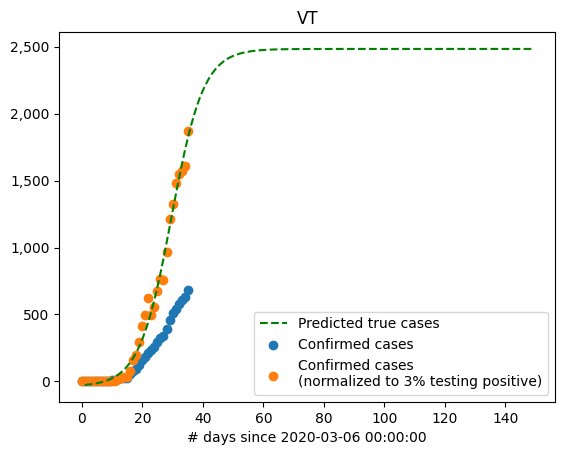 VT
2,500
2,000
1,500
1,000
500
0
0 20 40 60 80 100 120 140
# days since 2020-03-06 00:00:00
Predicted true cases
Confirmed cases
Confirmed cases
(normalized to 3% testing positive)